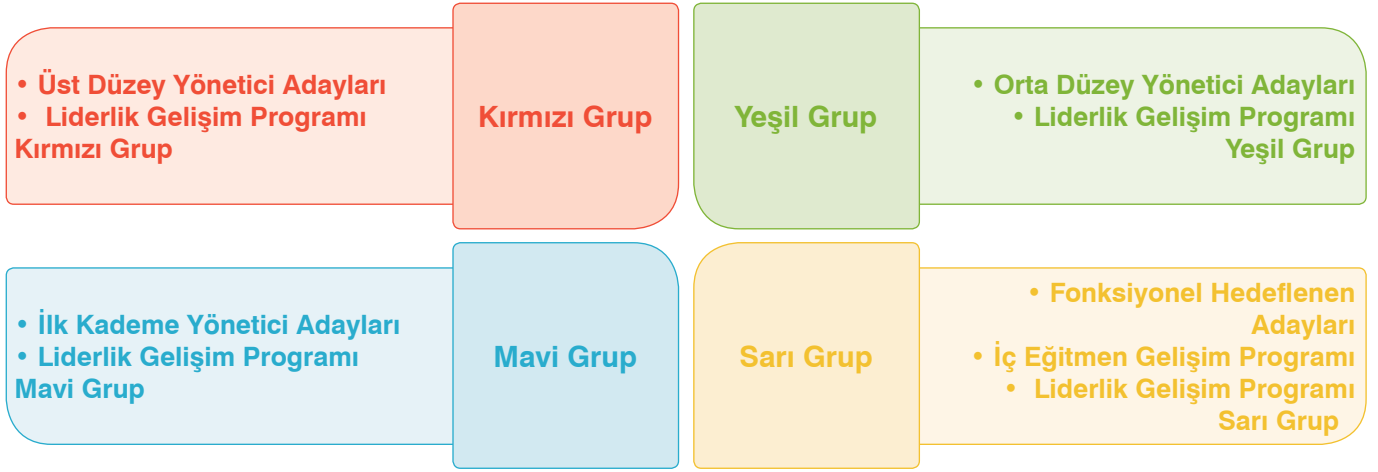 • Üst Düzey Yönetici Adayları
• Liderlik Gelişim Programı
Kırmızı Grup
Kırmızı Grup
Yeşil Grup
• Orta Düzey Yönetici Adayları
• Liderlik Gelişim Programı
Yeşil Grup
• İlk Kademe Yönetici Adayları
• Liderlik Gelişim Programı
Mavi Grup
Mavi Grup
Sarı Grup
• Fonksiyonel Hedeflenen
Adayları
• İç Eğitmen Gelişim Programı
• Liderlik Gelişim Programı
Sarı Grup